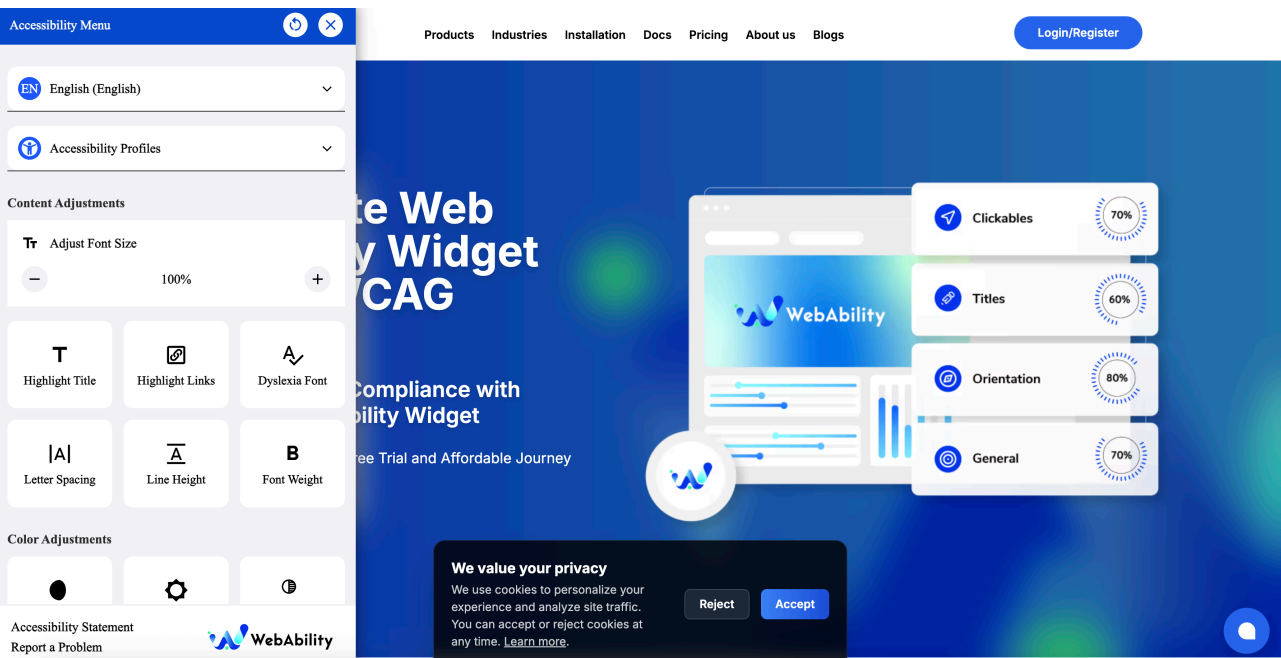 Accessibility Menu
EN English (English)
Accessibility Profiles
Content Adjustments
Adjust Font Size
100%
Highlight Title
Highlight Links
Dyslexia Font
Letter Spacing
Line Height
Font Weight
Color Adjustments
Accessibility Statement
Report a Problem
WebAbility
Products Industries Installation Docs Pricing About us Blogs
Login/Register
te Web
y Widget
CAG
Compliance with
bility Widget
ree Trial and Affordable Journey
WebAbility
Clickables 70%
Titles 60%
Orientation 80%
General 70%
We value your privacy
We use cookies to personalize your
experience and analyze site traffic.
You can accept or reject cookies at
any time. Learn more.
Reject
Accept